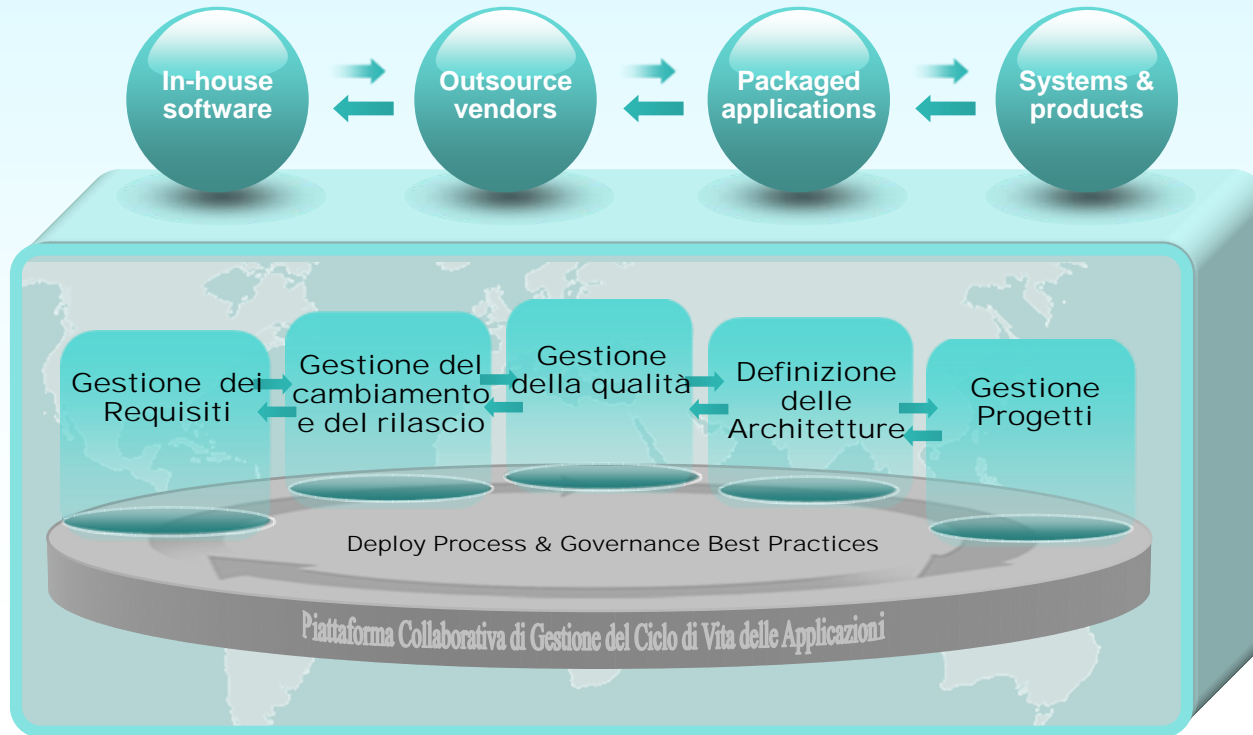 In-house
software
Outsource
vendors
Packaged
applications
Systems &
products
Gestione dei
Requisiti
Gestione del
cambiamento
e del rilascio
Gestione
della qualità
Definizione
delle
Architetture
Gestione
Progetti
Deploy Process & Governance Best Practices
Piattaforma Collaborativa di Gestione del Ciclo di Vita delle Applicazioni